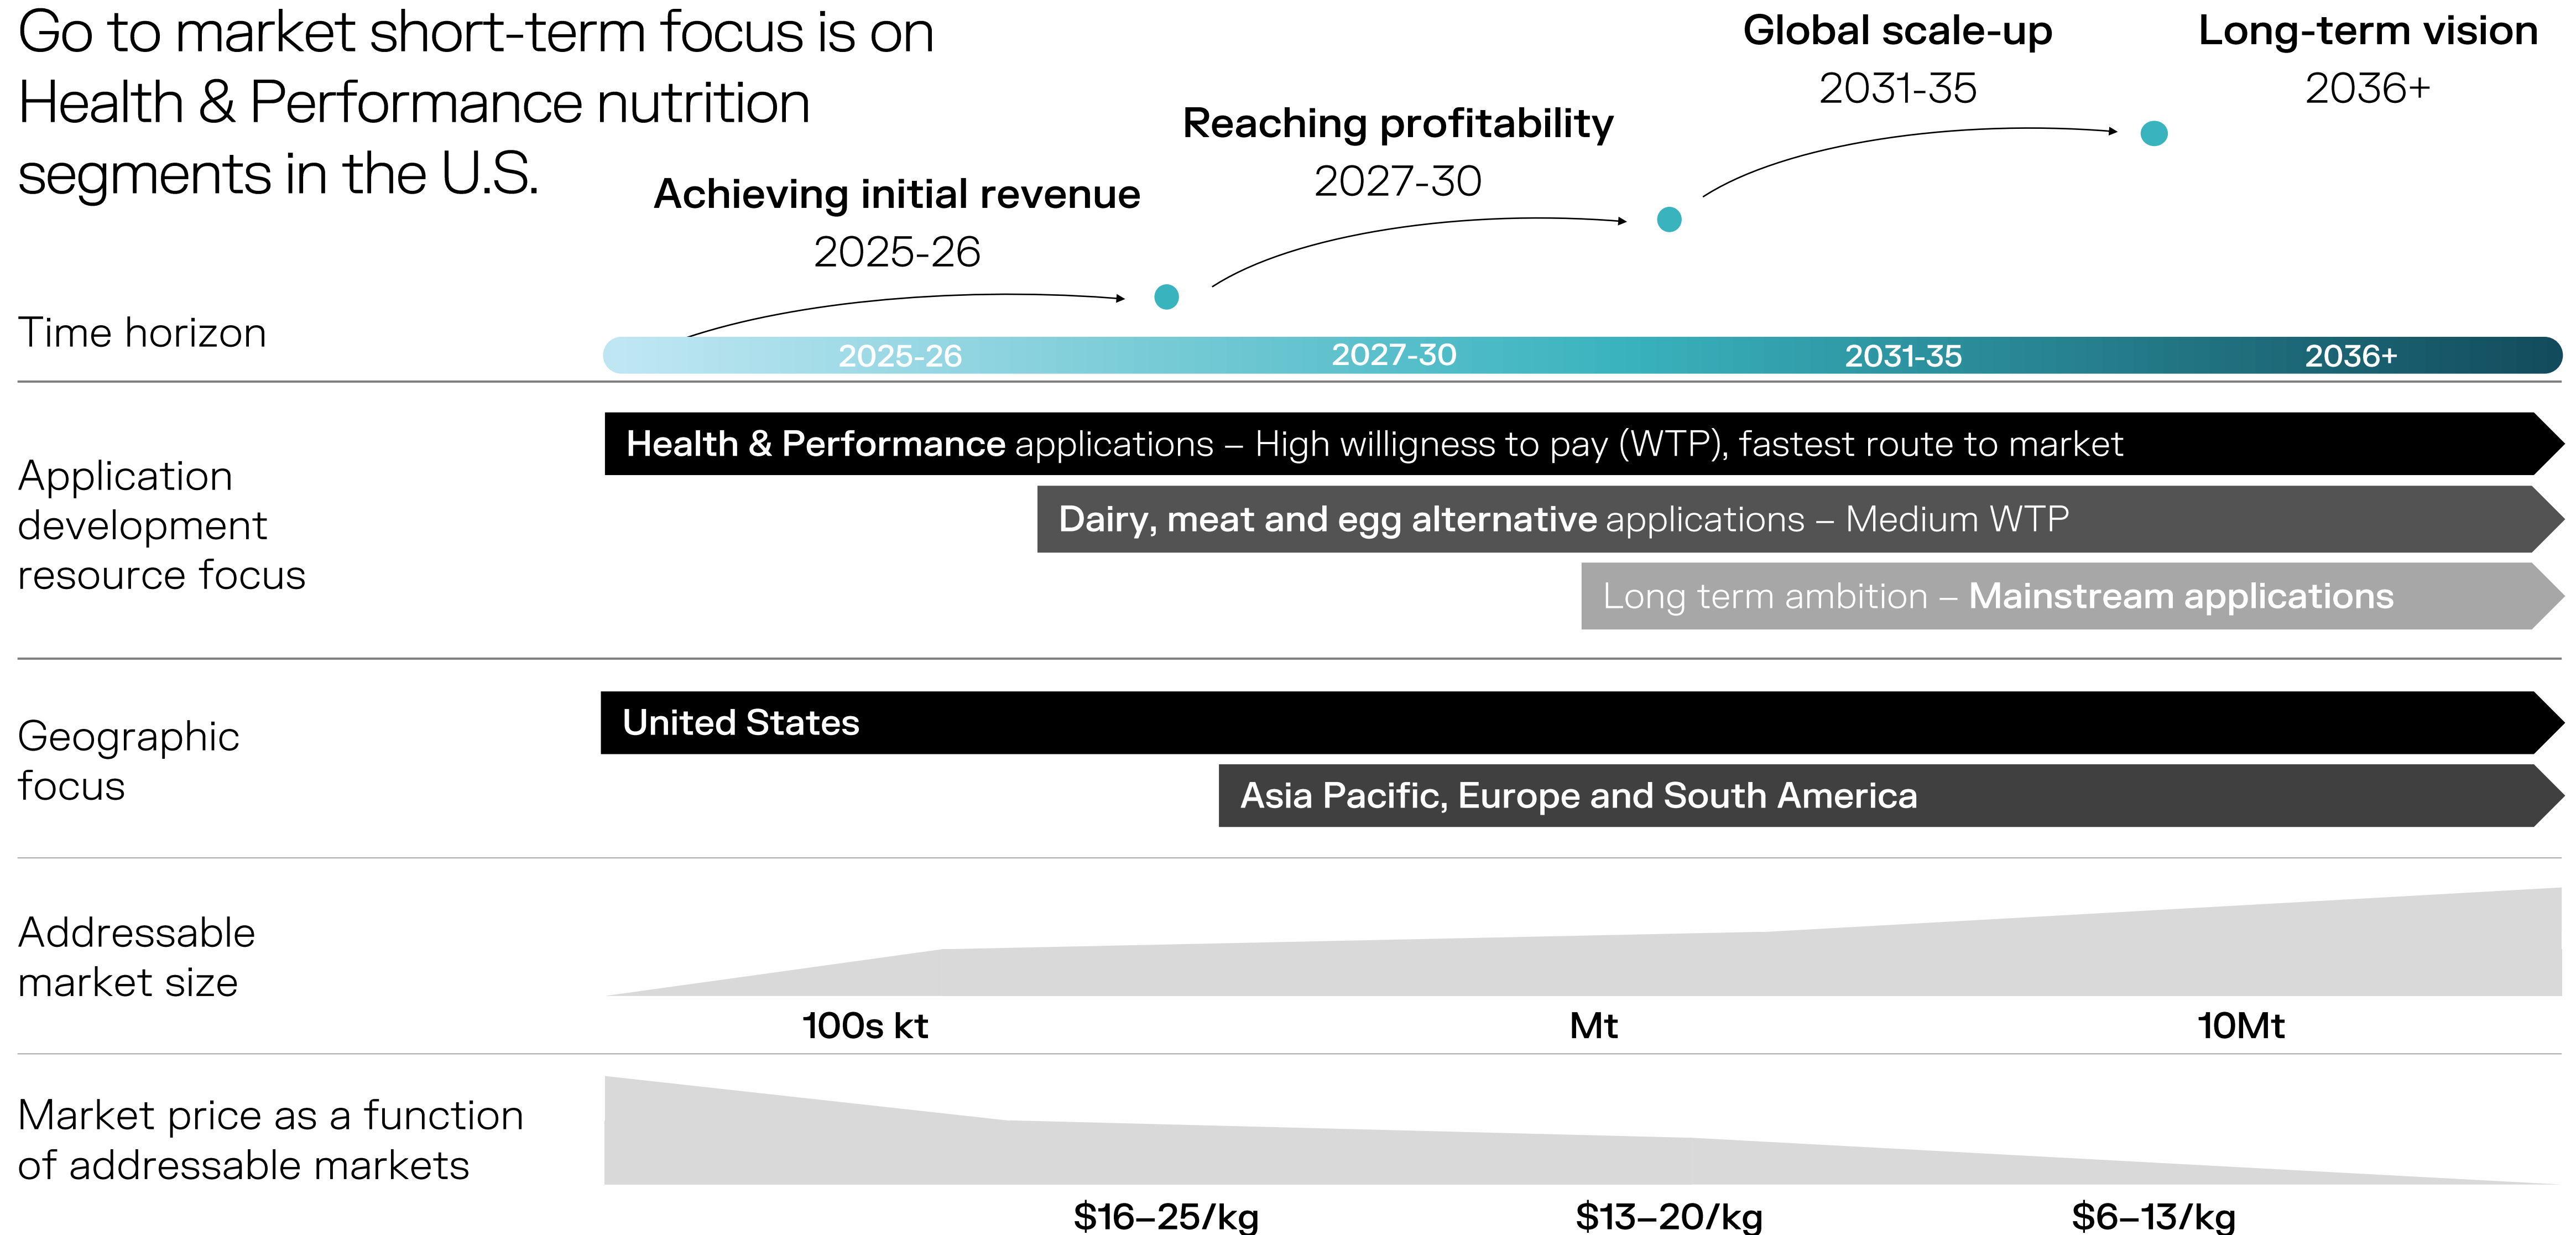 Go to market short-term focus is on
Health & Performance nutrition
segments in the U.S.
Achieving initial revenue
2025-26
Reaching profitability
2027-30
Global scale-up
2031-35
Long-term vision
2036+
Time horizon
2025-26
2027-30
2031-35
2036+
Application
development
resource focus
Health & Performance applications – High willigness to pay (WTP), fastest route to market
Dairy, meat and egg alternative applications – Medium WTP
Long term ambition – Mainstream applications
Geographic
focus
United States
Asia Pacific, Europe and South America
Addressable
market size
100s kt
Mt
10Mt
Market price as a function
of addressable markets
$16–25/kg
$13–20/kg
$6–13/kg